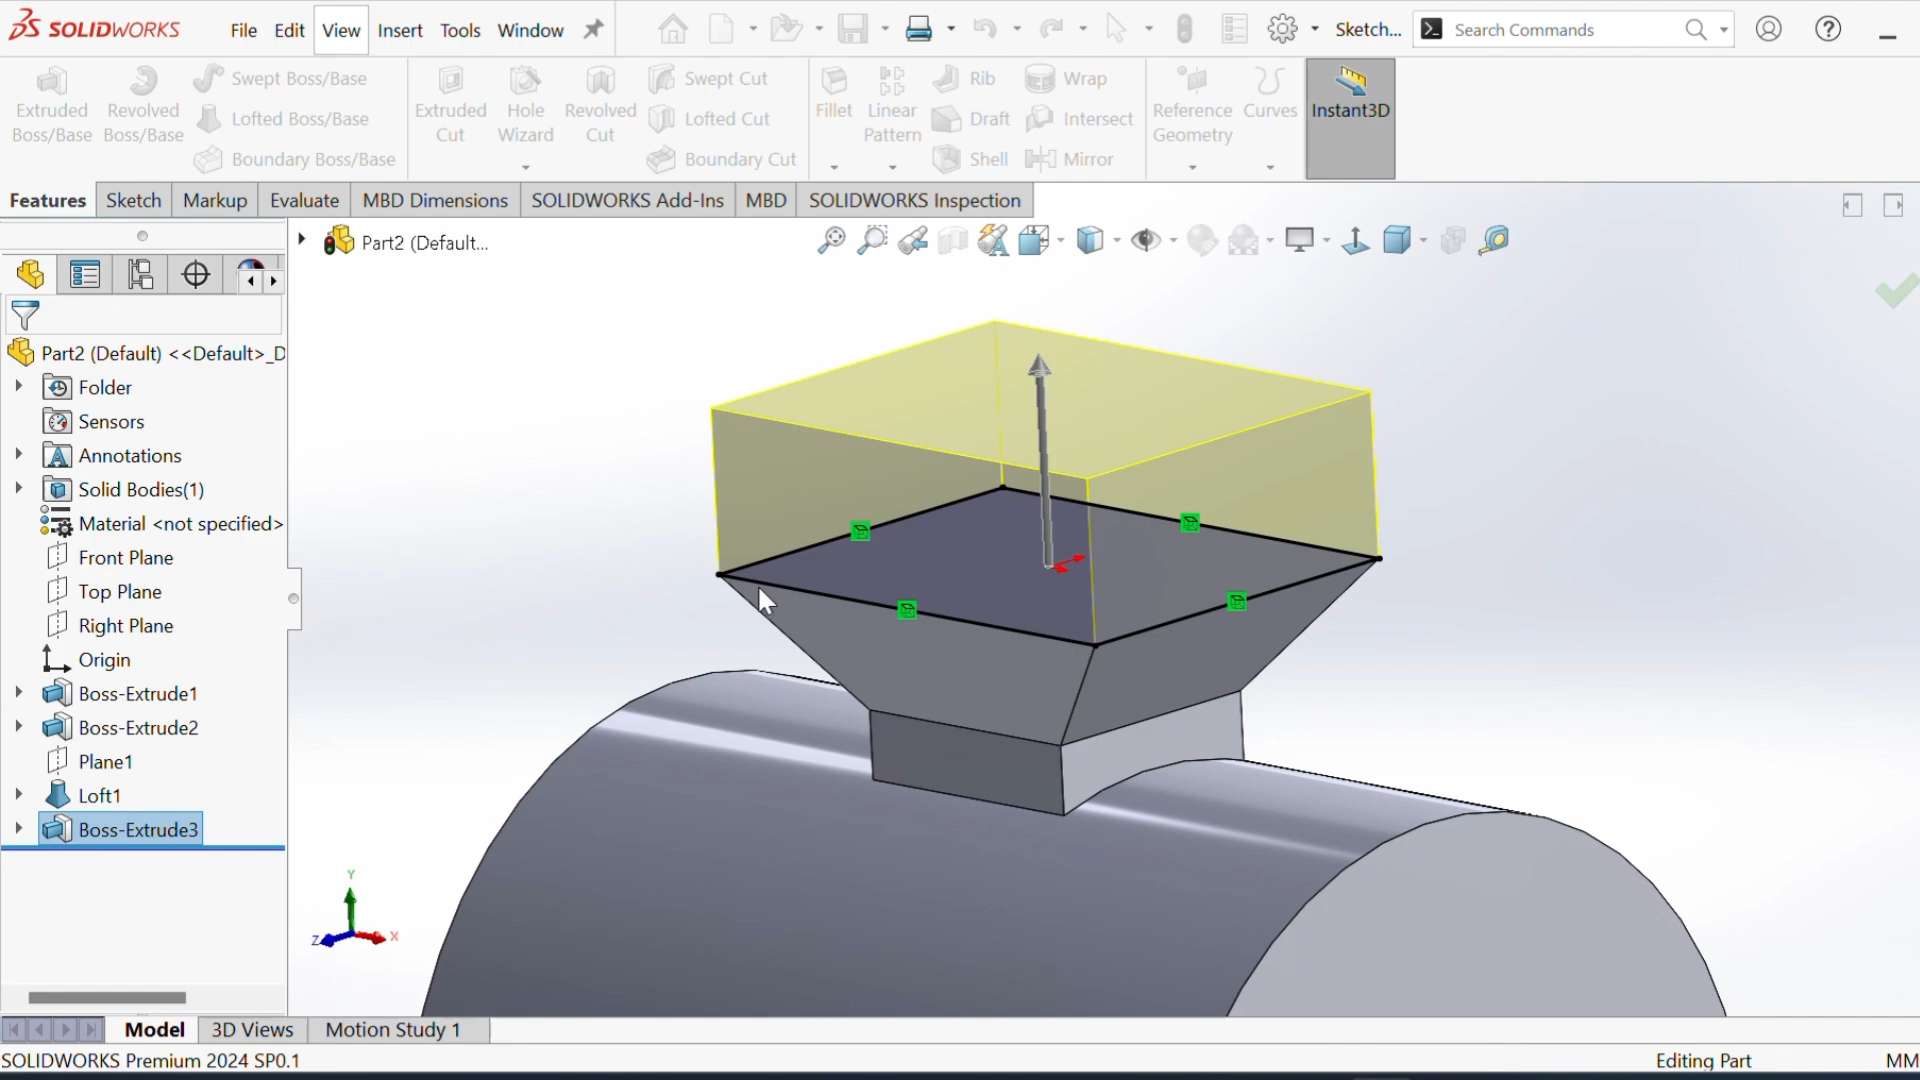 SOLIDWORKS File Edit View Insert Tools Window Sketch... Search Commands
Extruded Boss/Base
Revolved Boss/Base
Swept Boss/Base
Lofted Boss/Base
Boundary Boss/Base
Extruded Cut
Hole Wizard
Revolved Cut
Swept Cut
Lofted Cut
Boundary Cut
Fillet
Linear Pattern
Rib
Draft
Shell
Wrap
Intersect
Mirror
Reference Geometry
Curves
Instant3D
Features Sketch Markup Evaluate MBD Dimensions SOLIDWORKS Add-Ins MBD SOLIDWORKS Inspection
Part2 (Default...
Part2 (Default) <<Default>_D
Folder
Sensors
Annotations
Solid Bodies(1)
Material <not specified>
Front Plane
Top Plane
Right Plane
Origin
Boss-Extrude1
Boss-Extrude2
Plane1
Loft1
Boss-Extrude3
Y
Z
X
Model 3D Views Motion Study 1
SOLIDWORKS Premium 2024 SP0.1 Editing Part MM